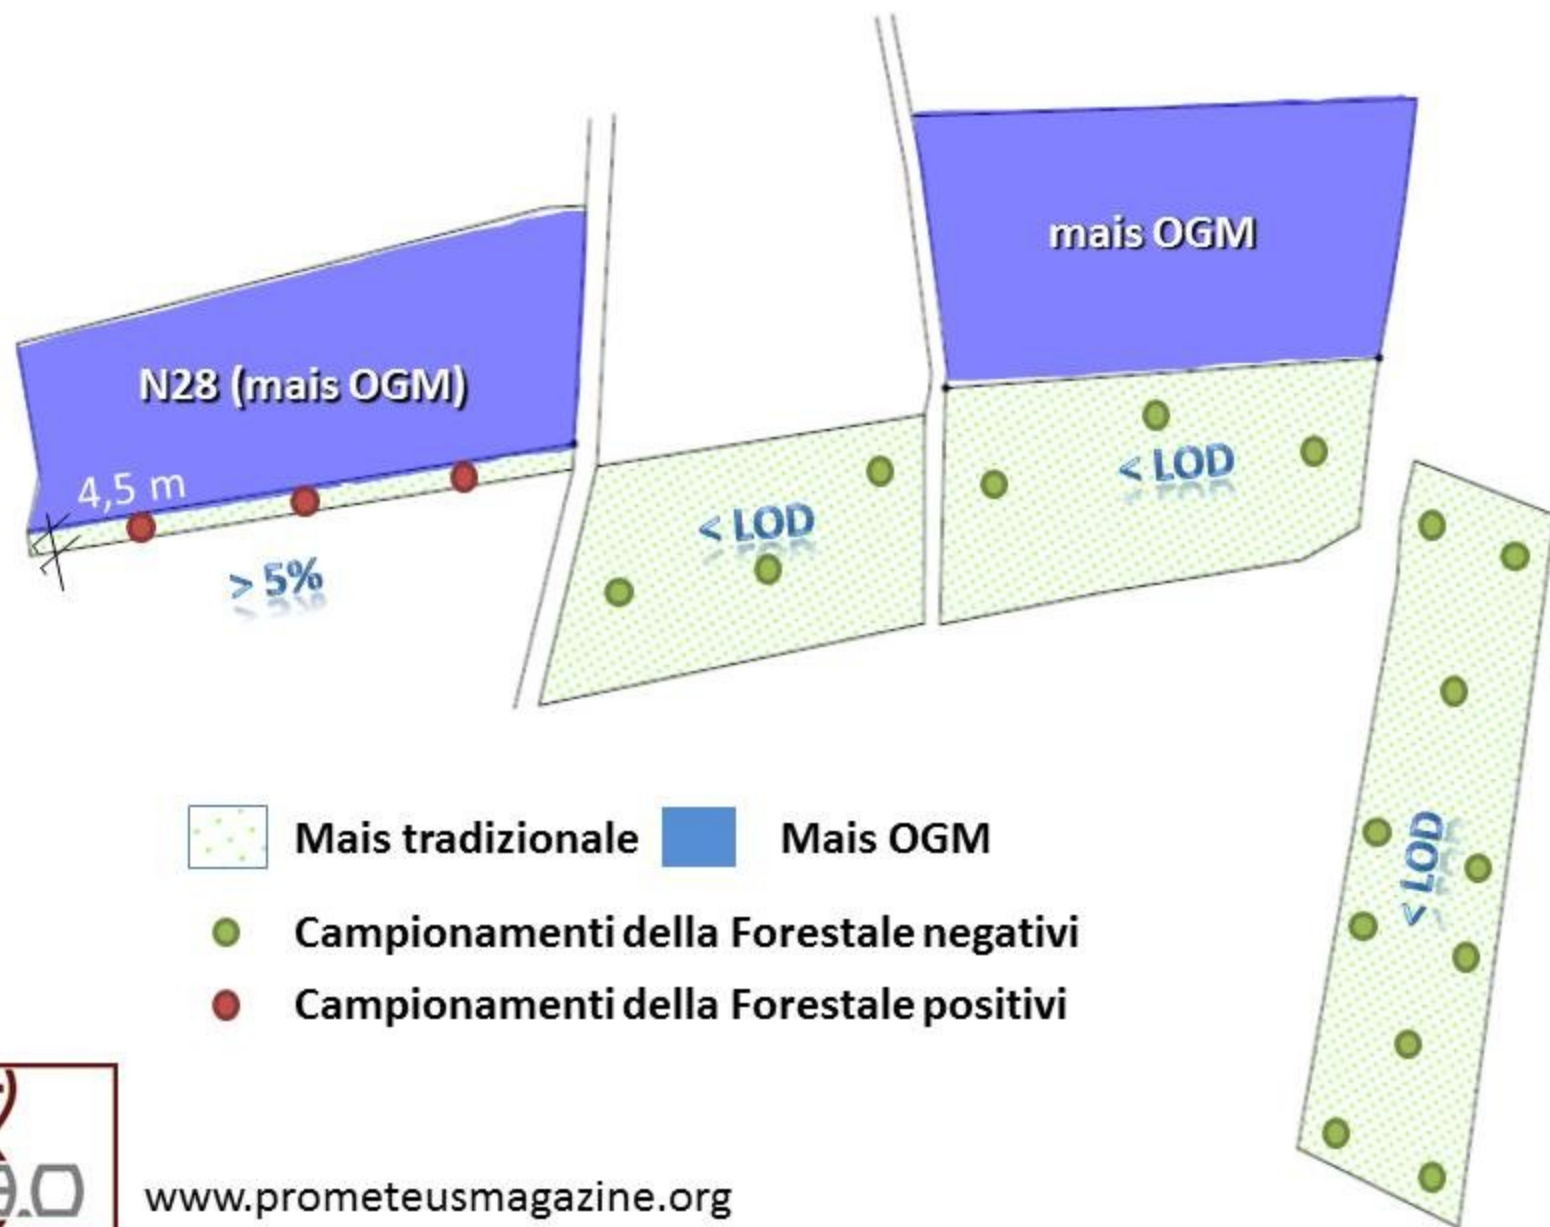 mais OGM
N28 (mais OGM)
4,5 m
< LOD
< LOD
> 5%
< LOD
Mais tradizionale
Mais OGM
Campionamenti della Forestale negativi
Campionamenti della Forestale positivi
www.prometeusmagazine.org